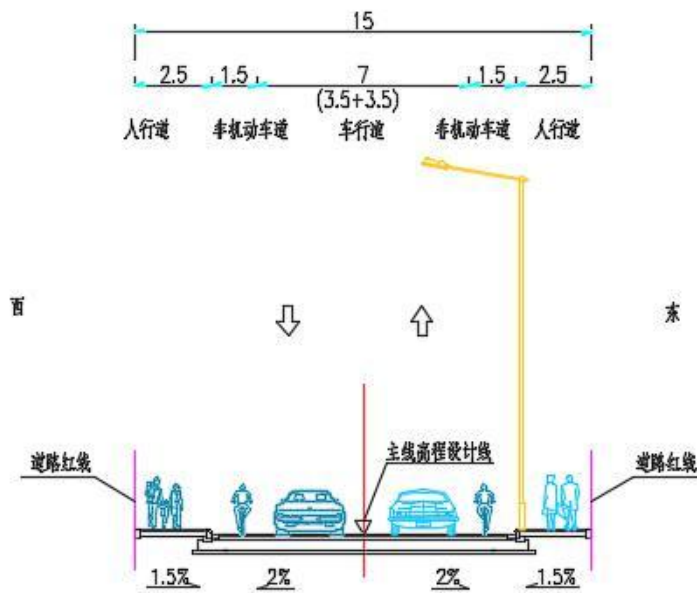 15
2.5 1.5 7 1.5 2.5
(3.5+3.5)
人行道 非机动车道 车行道 非机动车道 人行道
西 东
主线高程设计线
道路红线 道路红线
1.5% 2% 2% 1.5%